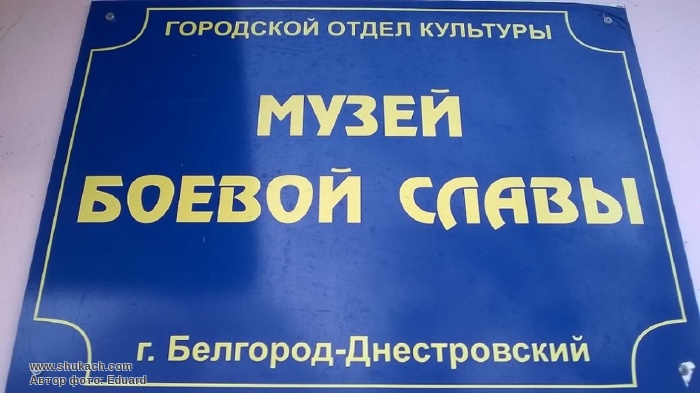 ГОРОДСКОЙ ОТДЕЛ КУЛЬТУРЫ
МУЗЕЙ
БОЕВОЙ СЛАВЫ
г. Белгород-Днестровский
www.shukach.com
Автор фото: Eduard